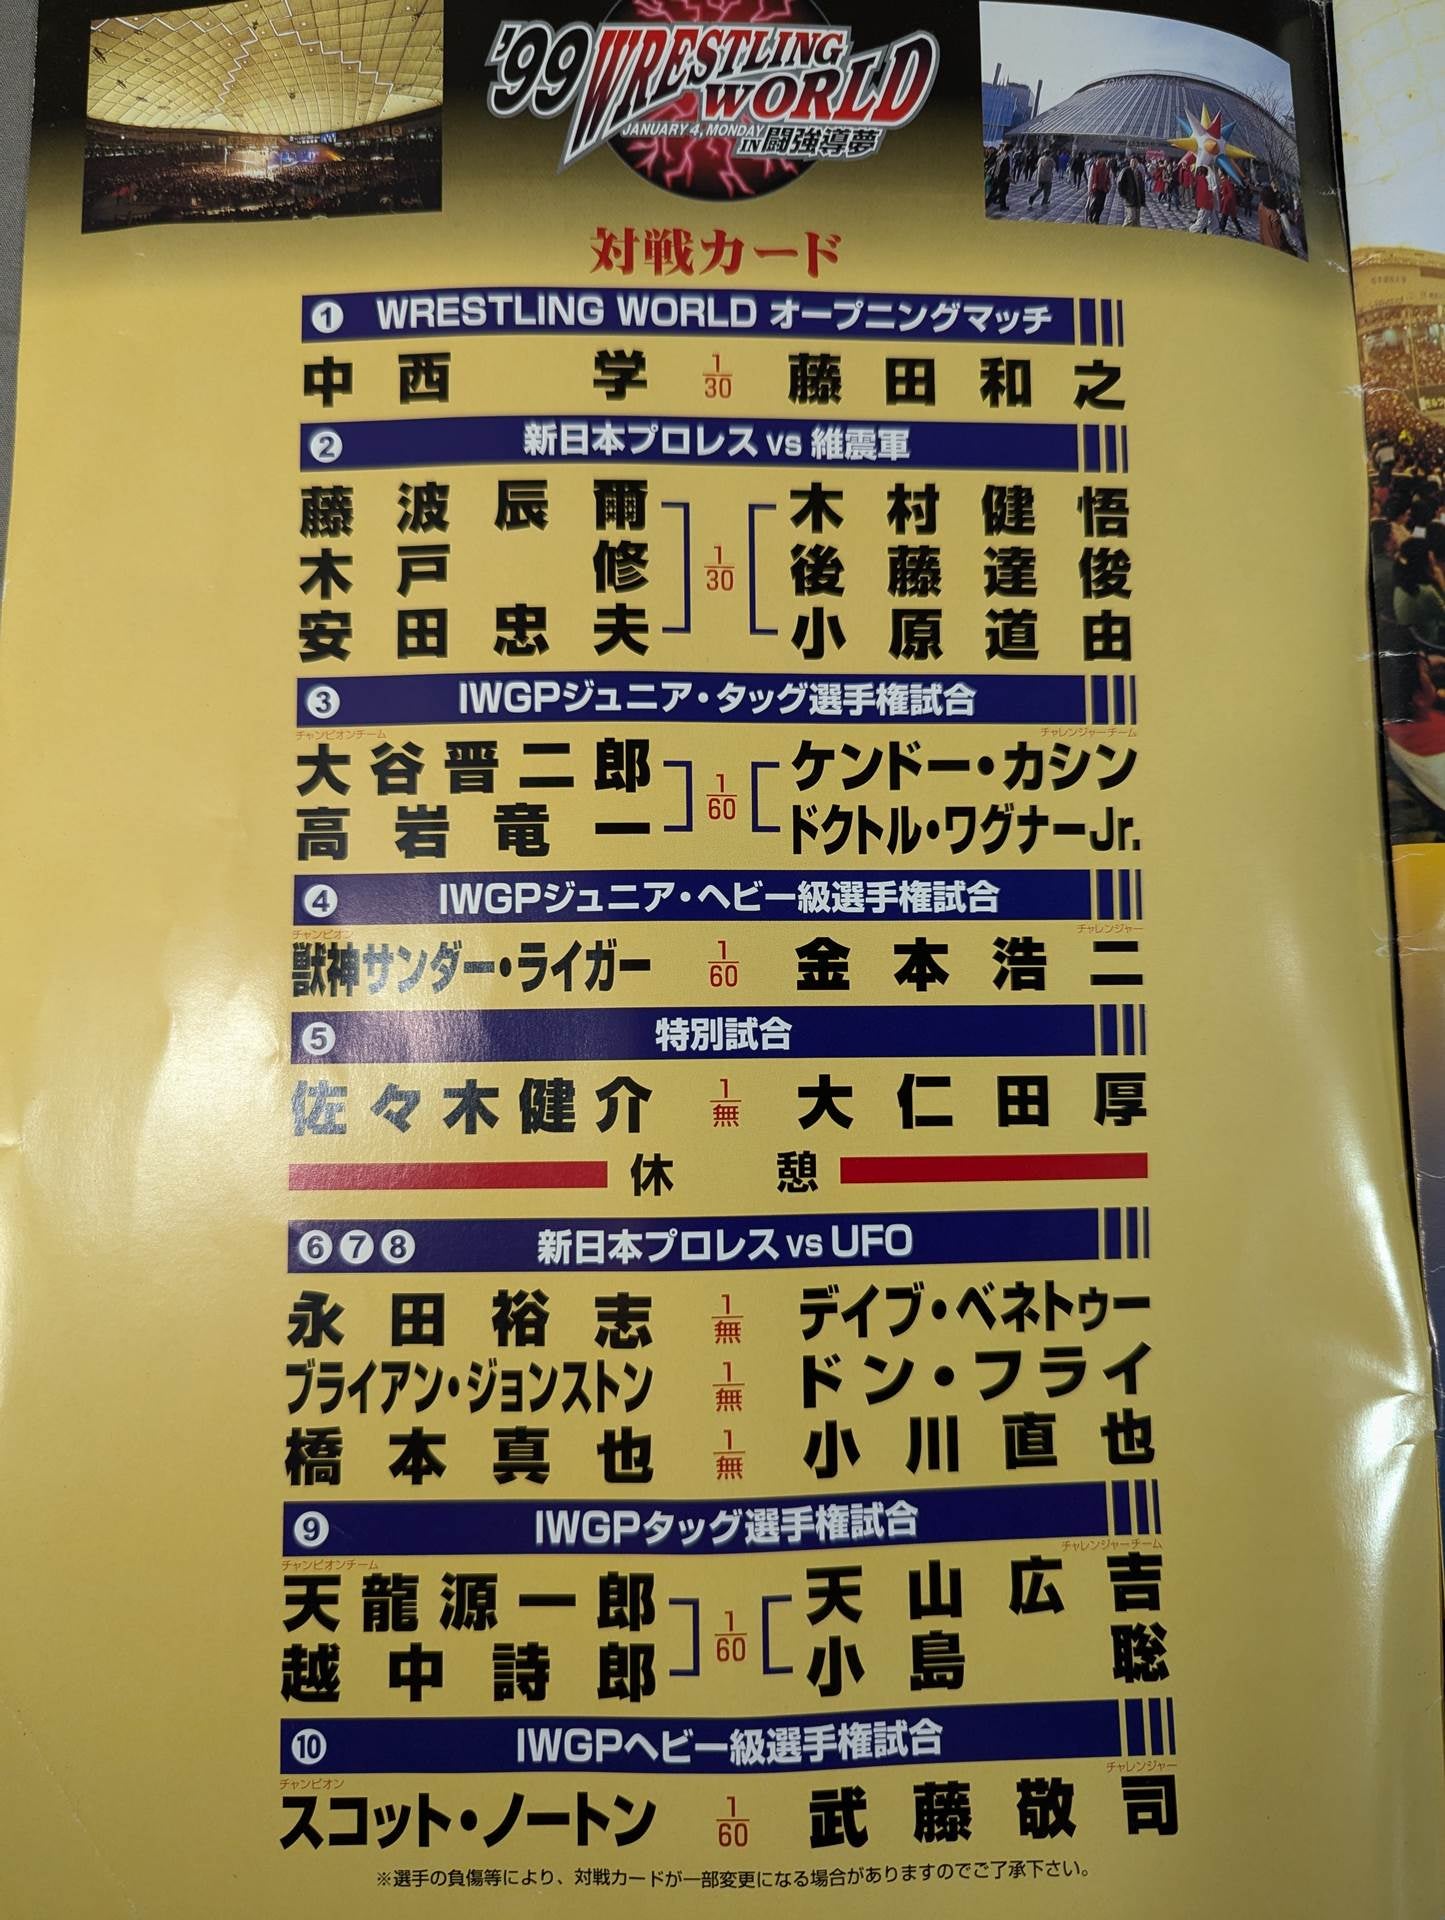 '99 WRESTLING WORLD
JANUARY 4, MONDAY IN 闘強導夢
対戦カード
❶ WRESTLING WORLD オープニングマッチ
中西 学 1/30 藤田和之
❷ 新日本プロレス vs 維震軍
藤波辰爾 木村健悟
木戸 修 1/30 後藤達俊
安田忠夫 小原道由
❸ IWGPジュニア・タッグ選手権試合
チャンピオンチーム チャレンジャーチーム
大谷晋二郎 ケンドー・カシン
1/60
高岩竜一 ドクトル・ワグナーJr.
❹ IWGPジュニア・ヘビー級選手権試合
チャンピオン チャレンジャー
獣神サンダー・ライガー 1/60 金本浩二
❺ 特別試合
佐々木健介 1/無 大仁田厚
休憩
❻❼❽ 新日本プロレス vs UFO
永田裕志 1/無 デイブ・ベネトゥー
ブライアン・ジョンストン 1/無 ドン・フライ
橋本真也 1/無 小川直也
❾ IWGPタッグ選手権試合
チャンピオンチーム チャレンジャーチーム
天龍源一郎 天山広吉
1/60
越中詩郎 小島 聡
❿ IWGPヘビー級選手権試合
チャンピオン チャレンジャー
スコット・ノートン 1/60 武藤敬司
※選手の負傷等により、対戦カードが一部変更になる場合がありますのでご了承下さい。